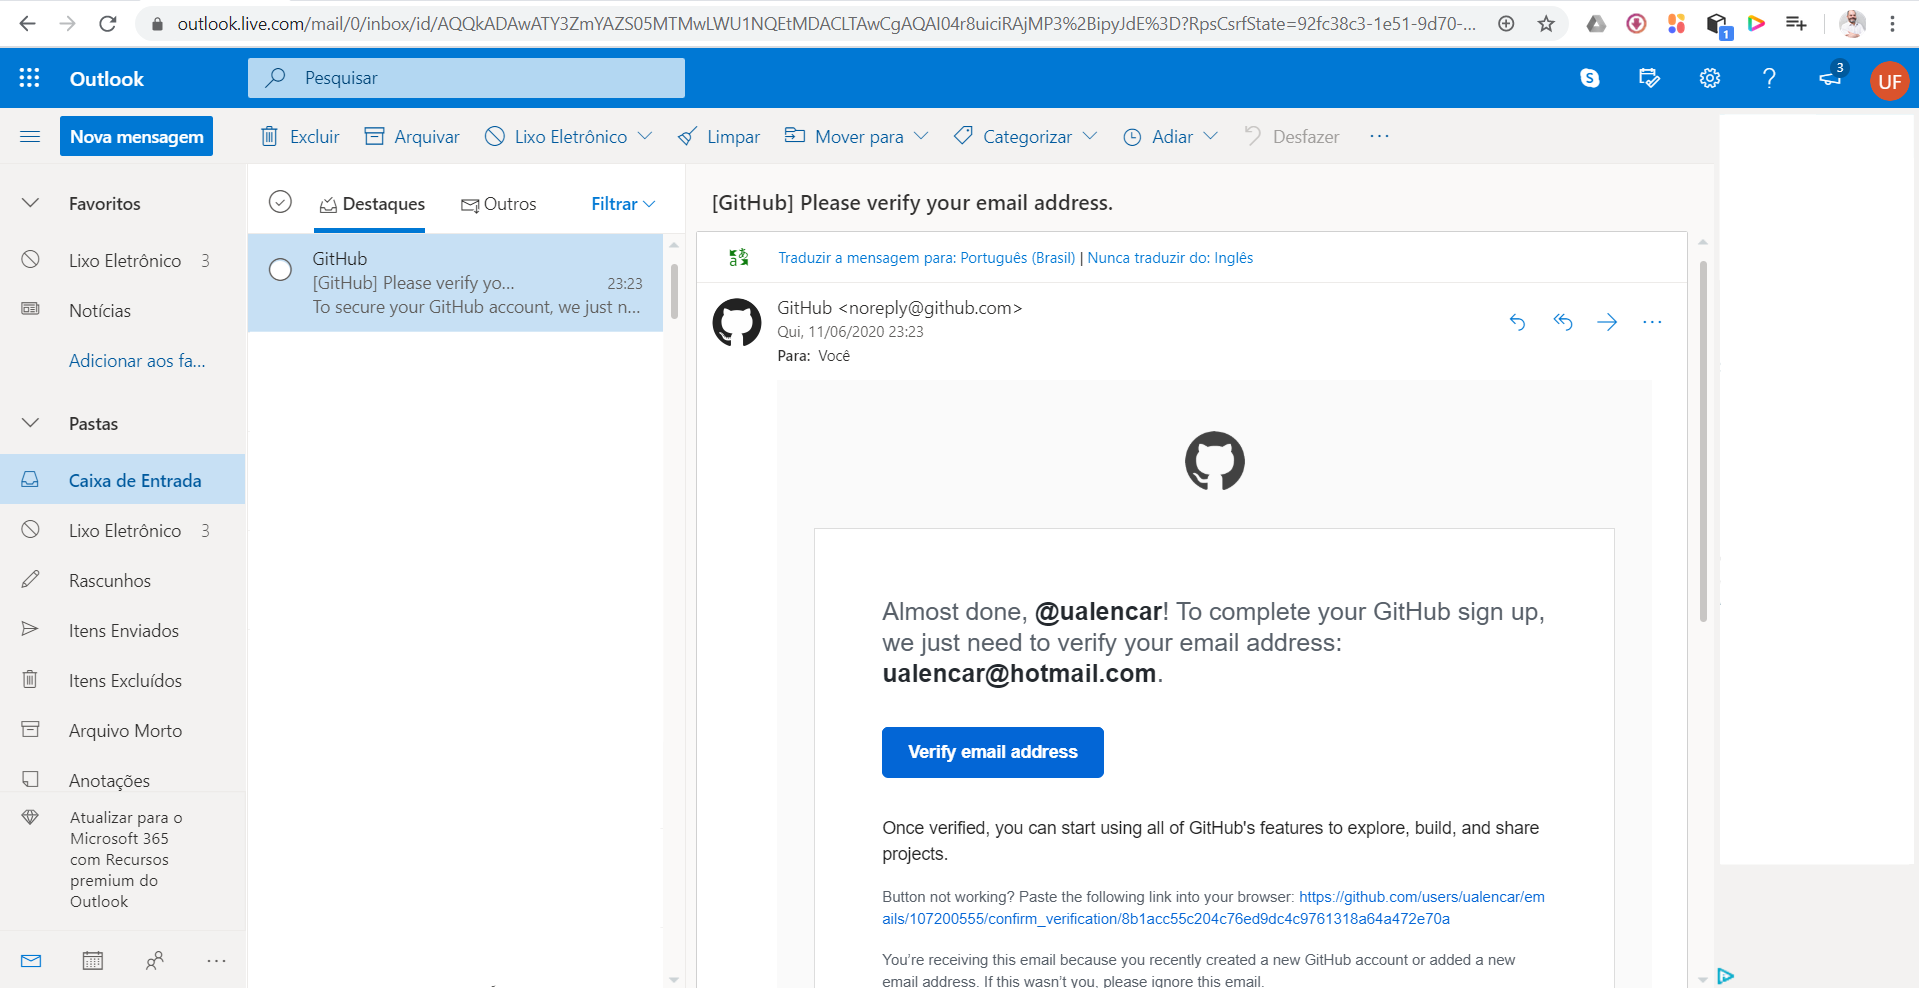 outlook.live.com/mail/0/inbox/id/AQQkADAwATY3ZmYAZS05MTMwLWU1NQEtMDACLTAwCgAQAI04r8uiciRAjMP3%2BipyJdE%3D?RpsCsrfState=92fc38c3-1e51-9d70-...
1
Outlook
Pesquisar
S
3
UF
Nova mensagem
Excluir
Arquivar
Lixo Eletrônico
Limpar
Mover para
Categorizar
Adiar
Desfazer
Favoritos
Lixo Eletrônico 3
Notícias
Adicionar aos fa...
Pastas
Caixa de Entrada
Lixo Eletrônico 3
Rascunhos
Itens Enviados
Itens Excluídos
Arquivo Morto
Anotações
Atualizar para o
Microsoft 365
com Recursos
premium do
Outlook
Destaques
Outros
Filtrar
GitHub
[GitHub] Please verify yo... 23:23
To secure your GitHub account, we just n...
[GitHub] Please verify your email address.
Traduzir a mensagem para: Português (Brasil) | Nunca traduzir do: Inglês
GitHub <noreply@github.com>
Qui, 11/06/2020 23:23
Para: Você
Almost done, @ualencar! To complete your GitHub sign up,
we just need to verify your email address:
ualencar@hotmail.com.
Verify email address
Once verified, you can start using all of GitHub's features to explore, build, and share
projects.
Button not working? Paste the following link into your browser: https://github.com/users/ualencar/em
ails/107200555/confirm_verification/8b1acc55c204c76ed9dc4c9761318a64a472e70a
You're receiving this email because you recently created a new GitHub account or added a new
email address. If this wasn't you, please ignore this email.